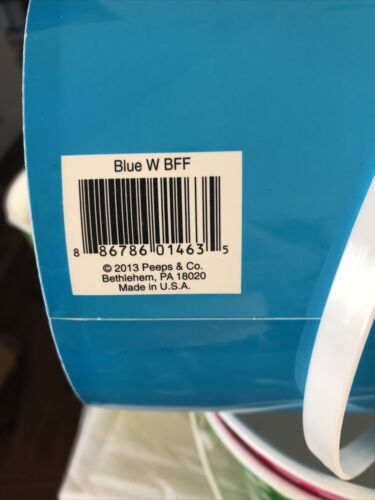 Blue W BFF
8 86786 01463 5
© 2013 Peeps & Co.
Bethlehem, PA 18020
Made in U.S.A.